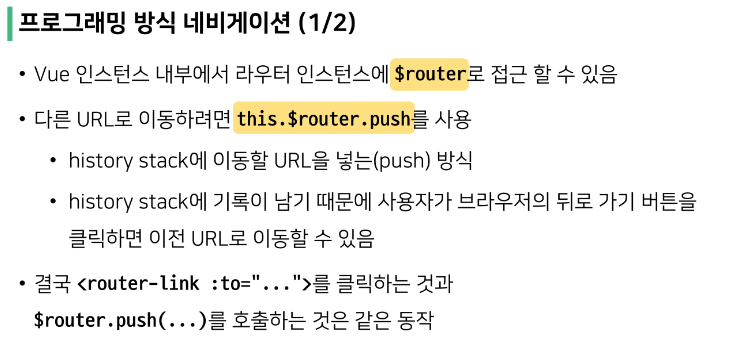 프로그래밍 방식 네비게이션 (1/2)
• Vue 인스턴스 내부에서 라우터 인스턴스에 $router로 접근 할 수 있음
• 다른 URL로 이동하려면 this.$router.push를 사용
• history stack에 이동할 URL을 넣는(push) 방식
• history stack에 기록이 남기 때문에 사용자가 브라우저의 뒤로 가기 버튼을
클릭하면 이전 URL로 이동할 수 있음
• 결국 <router-link :to="...">를 클릭하는 것과
$router.push(...)를 호출하는 것은 같은 동작